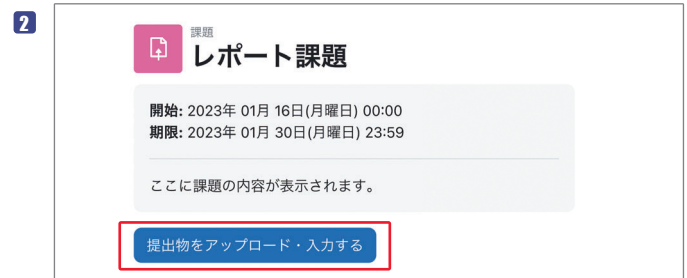 2
課題
レポート課題
開始: 2023年 01月 16日(月曜日) 00:00
期限: 2023年 01月 30日(月曜日) 23:59
ここに課題の内容が表示されます。
提出物をアップロード・入力する